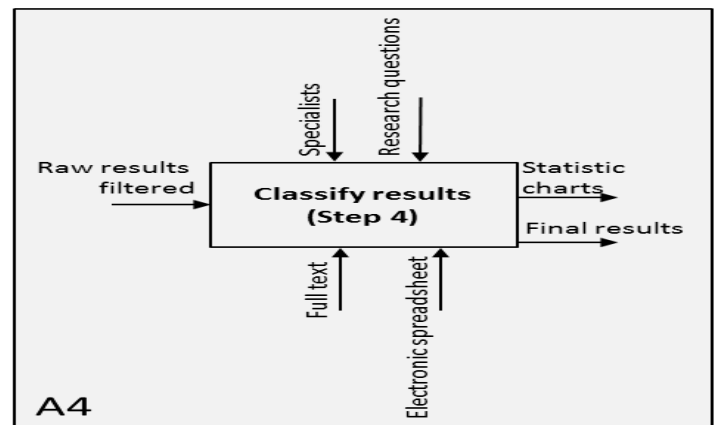 Specialists
Research questions
Raw results
filtered
Classify results
(Step 4)
Statistic
charts
Final results
Full text
Electronic spreadsheet
A4